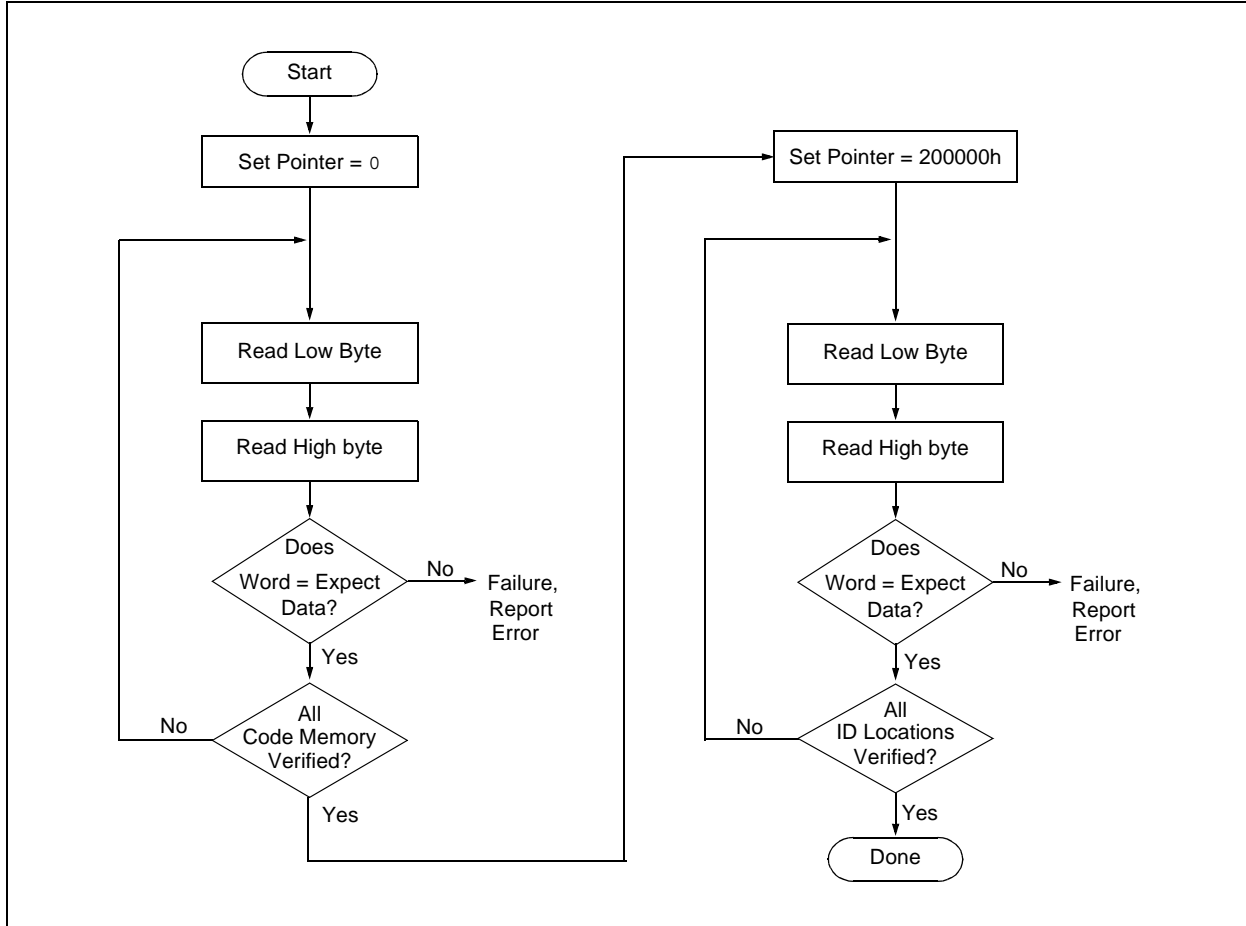 Start
Set Pointer = 0
Read Low Byte
Read High byte
Does
Word = Expect
Data?
No
Failure,
Report
Error
Yes
All
Code Memory
Verified?
No
Yes
Set Pointer = 200000h
Read Low Byte
Read High byte
Does
Word = Expect
Data?
No
Failure,
Report
Error
Yes
All
ID Locations
Verified?
No
Yes
Done